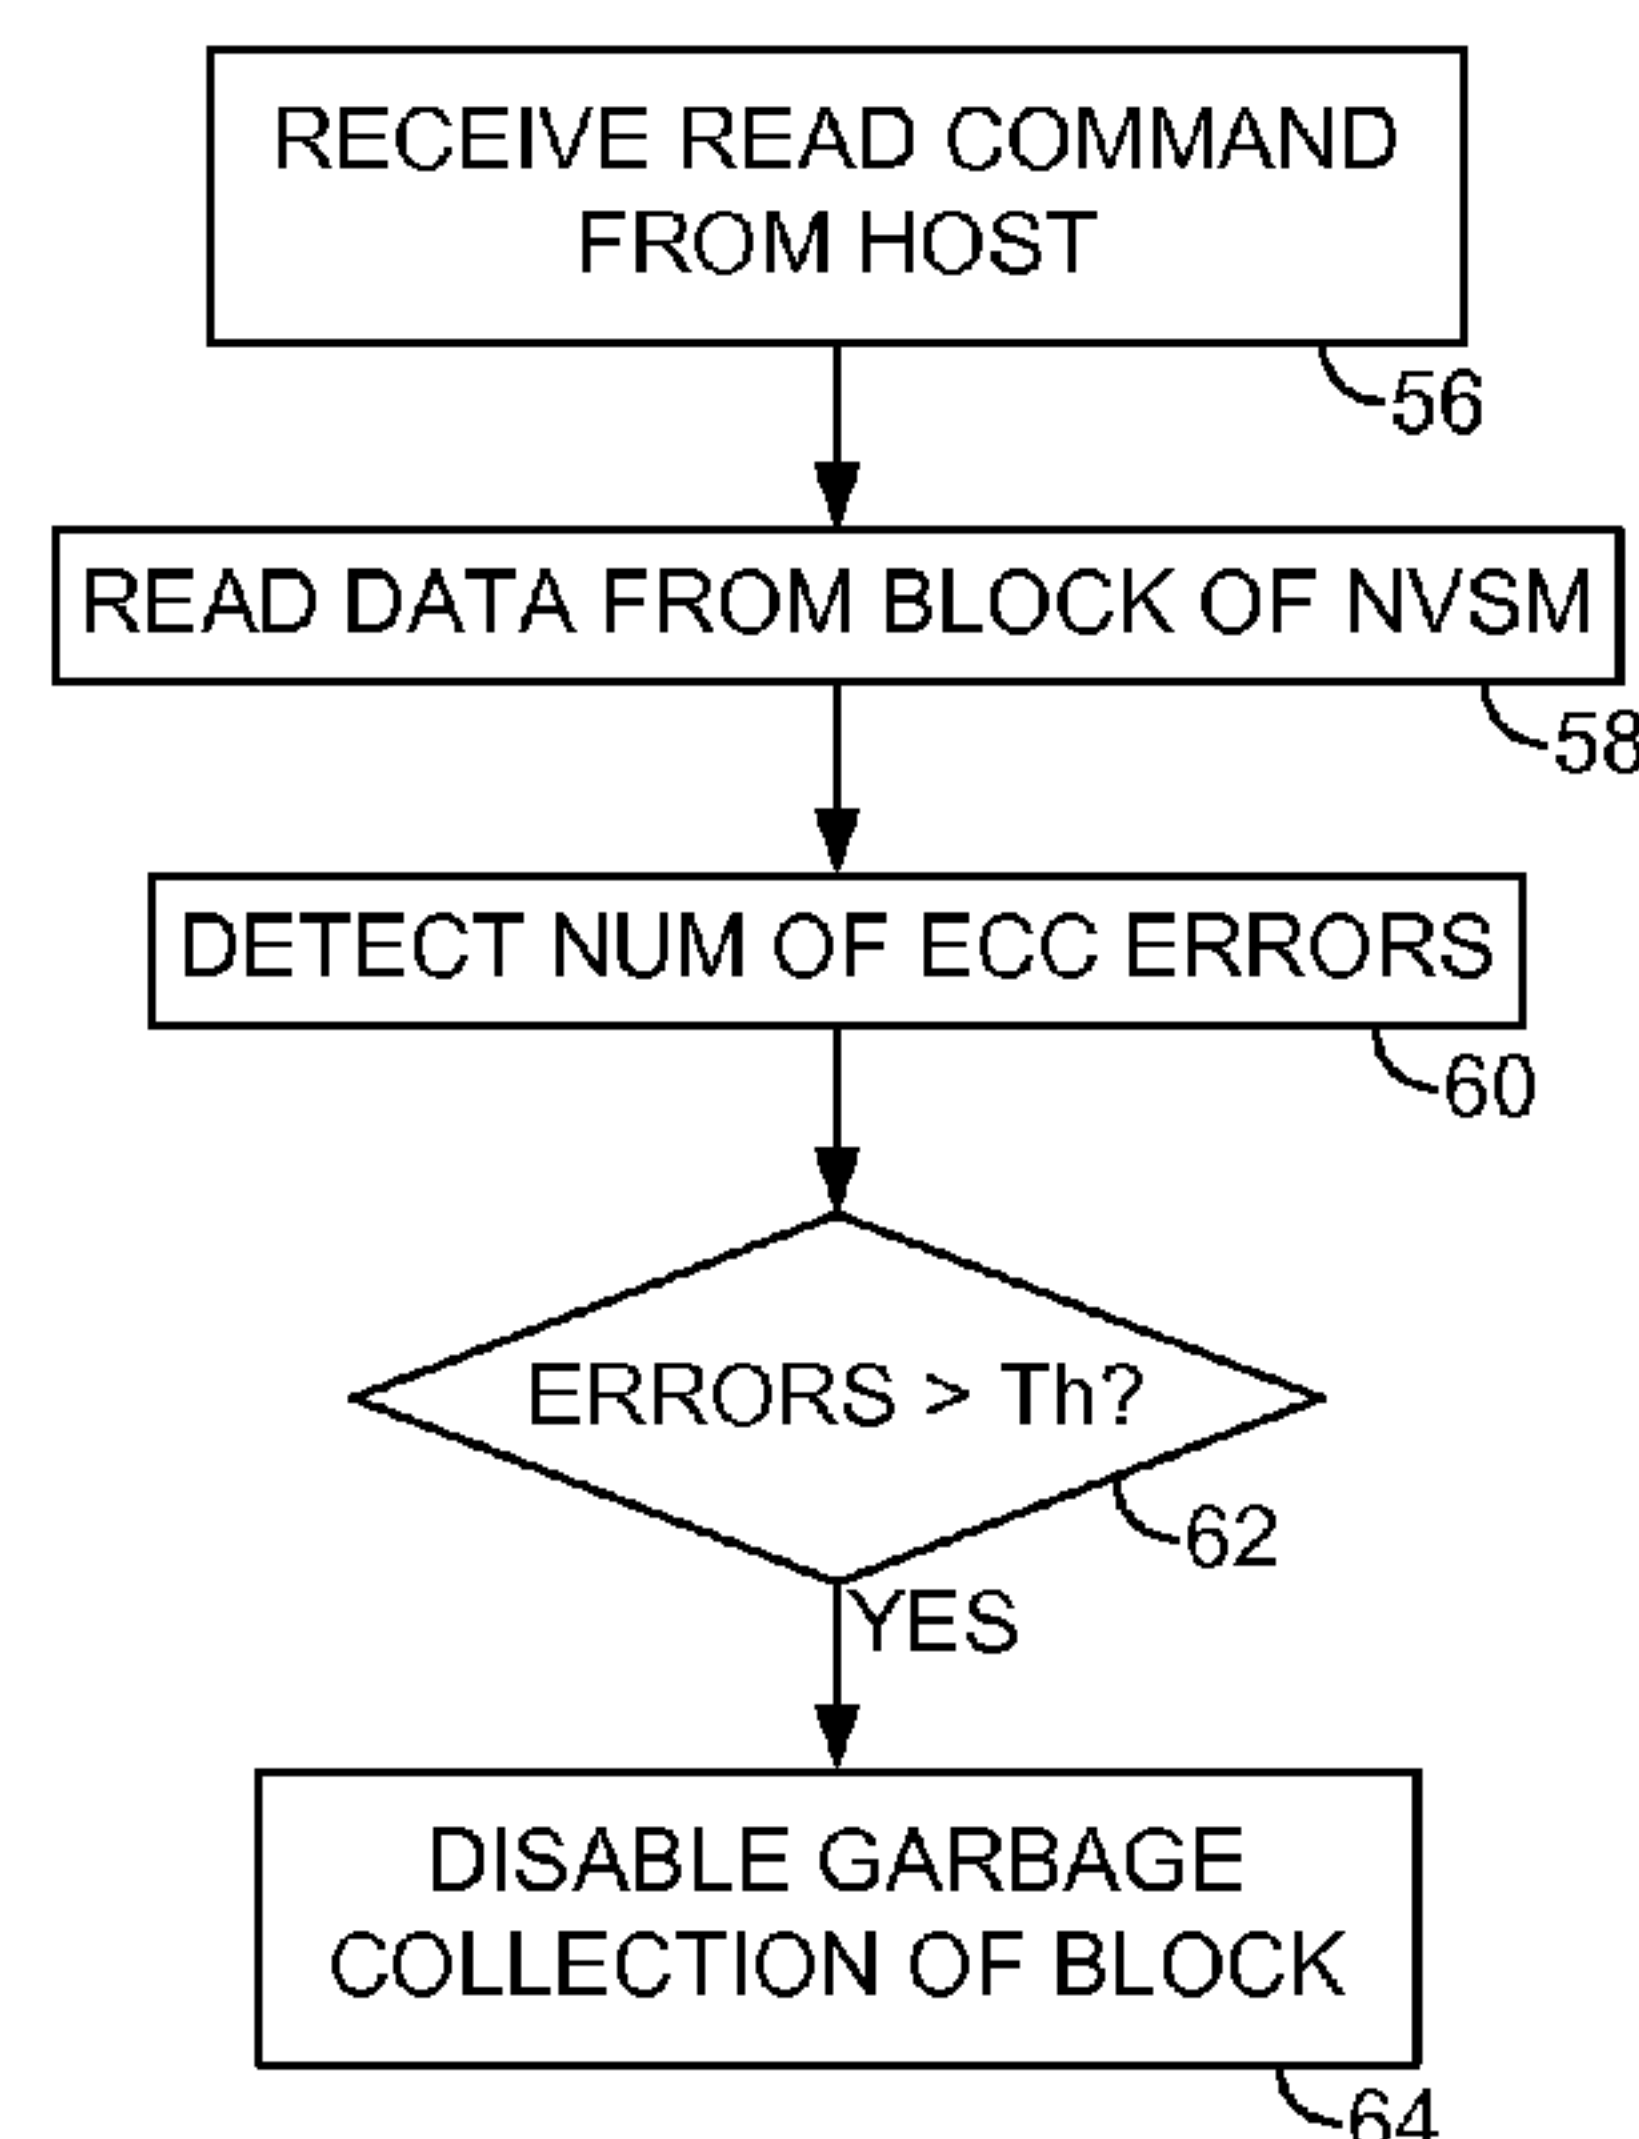 RECEIVE READ COMMAND
FROM HOST
56
READ DATA FROM BLOCK OF NVSM
58
DETECT NUM OF ECC ERRORS
60
ERRORS > Th?
62
YES
DISABLE GARBAGE
COLLECTION OF BLOCK
64